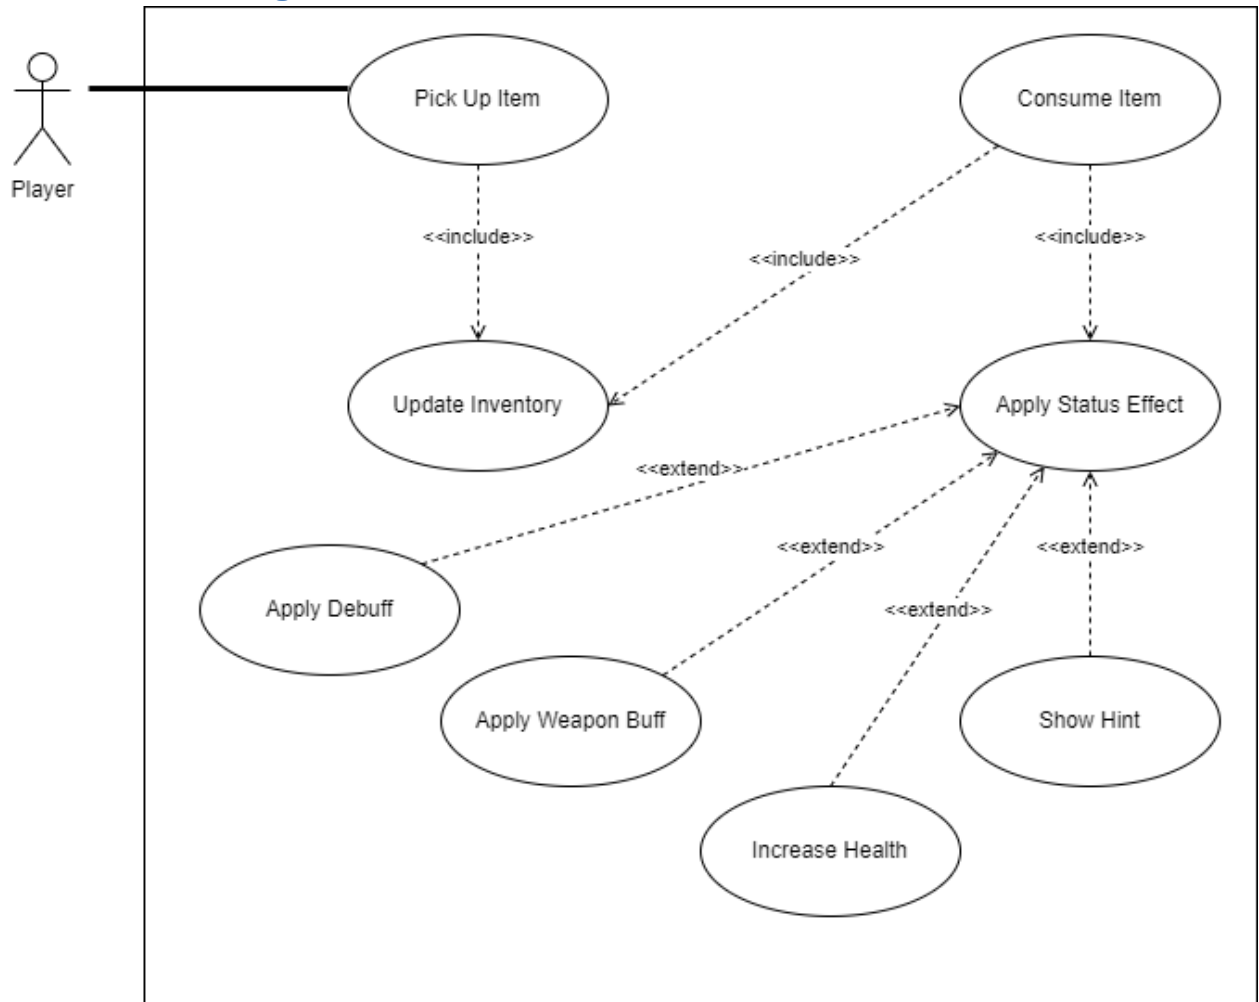 Pick Up Item
Consume Item
Player
<<include>>
<<include>>
<<include>>
Update Inventory
Apply Status Effect
<<extend>>
<<extend>>
<<extend>>
<<extend>>
Apply Debuff
Apply Weapon Buff
Show Hint
Increase Health